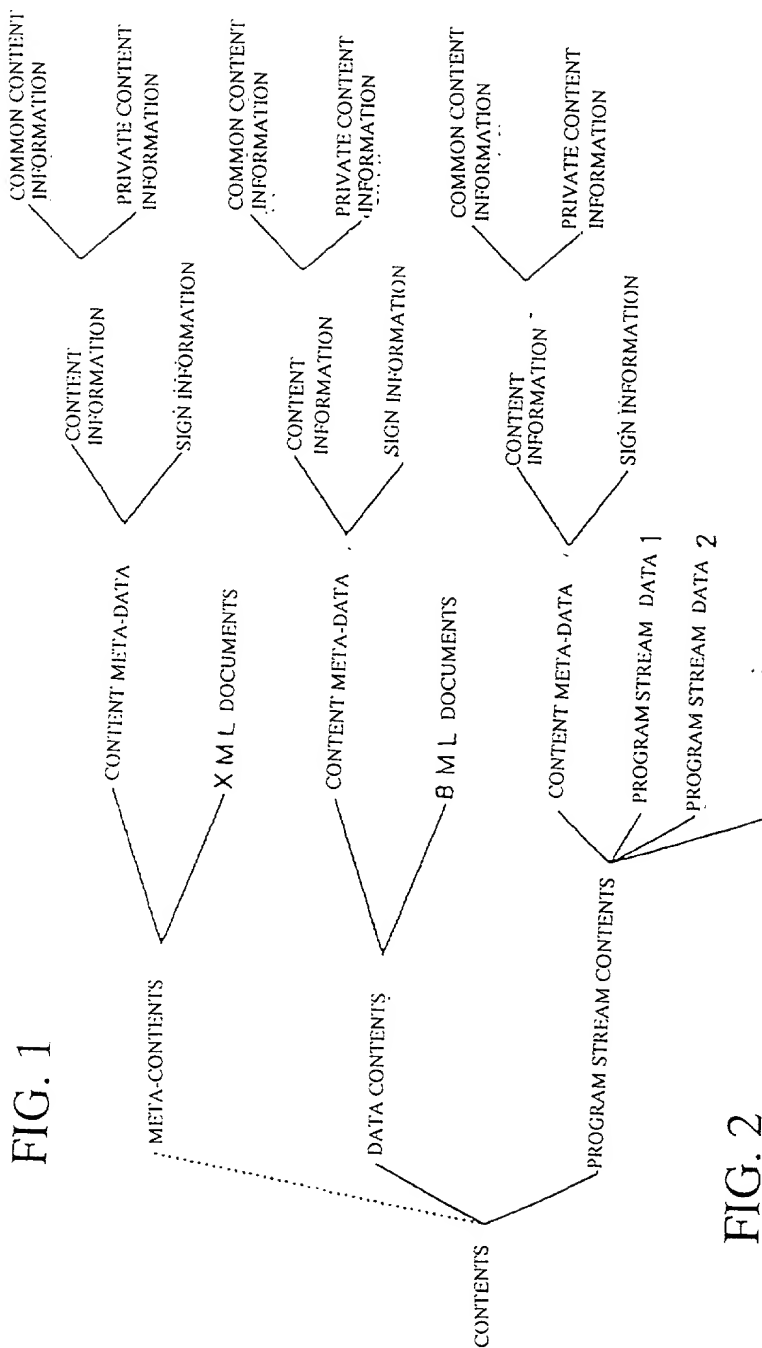 FIG. 1
CONTENTS
META-CONTENTS
CONTENT META-DATA
CONTENT
INFORMATION
COMMON CONTENT
INFORMATION
PRIVATE CONTENT
INFORMATION
SIGN INFORMATION
XML DOCUMENTS
DATA CONTENTS
CONTENT META-DATA
CONTENT
INFORMATION
COMMON CONTENT
INFORMATION
PRIVATE CONTENT
INFORMATION
SIGN INFORMATION
BML DOCUMENTS
PROGRAM STREAM CONTENTS
CONTENT META-DATA
CONTENT
INFORMATION
COMMON CONTENT
INFORMATION
PRIVATE CONTENT
INFORMATION
SIGN INFORMATION
PROGRAM STREAM DATA 1
PROGRAM STREAM DATA 2
FIG. 2